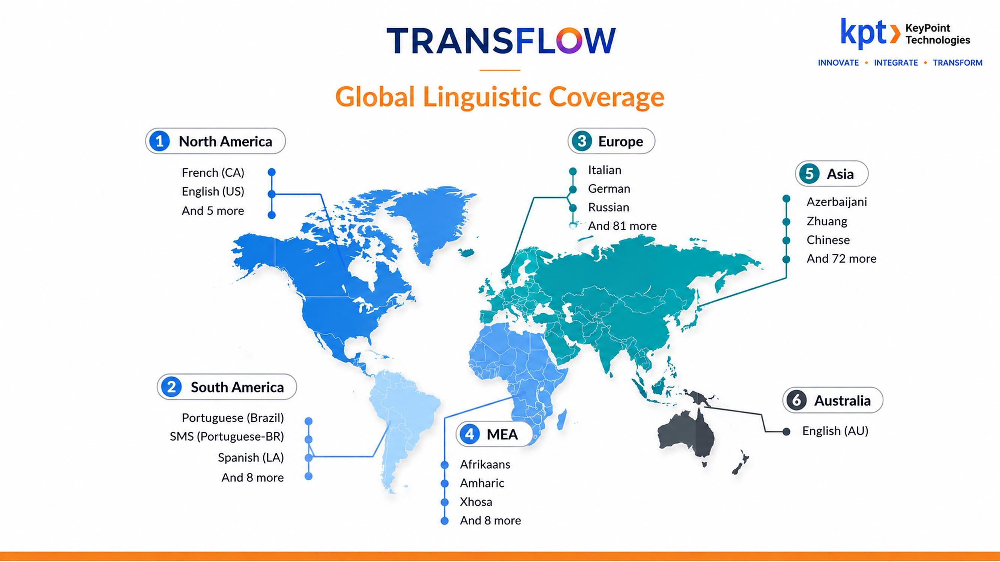 TRANSFLOW
kpt KeyPoint Technologies
INNOVATE • INTEGRATE • TRANSFORM
Global Linguistic Coverage
1 North America
French (CA)
English (US)
And 5 more
3 Europe
Italian
German
Russian
And 81 more
5 Asia
Azerbaijani
Zhuang
Chinese
And 72 more
2 South America
Portuguese (Brazil)
SMS (Portuguese-BR)
Spanish (LA)
And 8 more
4 MEA
Afrikaans
Amharic
Xhosa
And 8 more
6 Australia
English (AU)